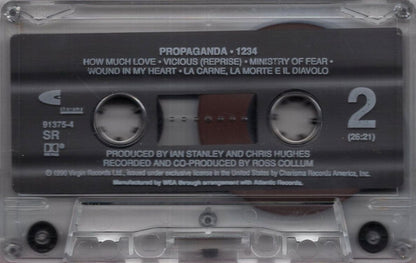 PROPAGANDA • 1234
HOW MUCH LOVE • VICIOUS (REPRISE) • MINISTRY OF FEAR •
WOUND IN MY HEART • LA CARNE, LA MORTE E IL DIAVOLO
charisma
91375-4
SR
2
(26:21)
PRODUCED BY IAN STANLEY AND CHRIS HUGHES
RECORDED AND CO-PRODUCED BY ROSS COLLUM
℗ 1990 Virgin Records Ltd., issued under exclusive license in the United States by Charisma Records America, Inc.
Manufactured by WEA through arrangement with Atlantic Records.